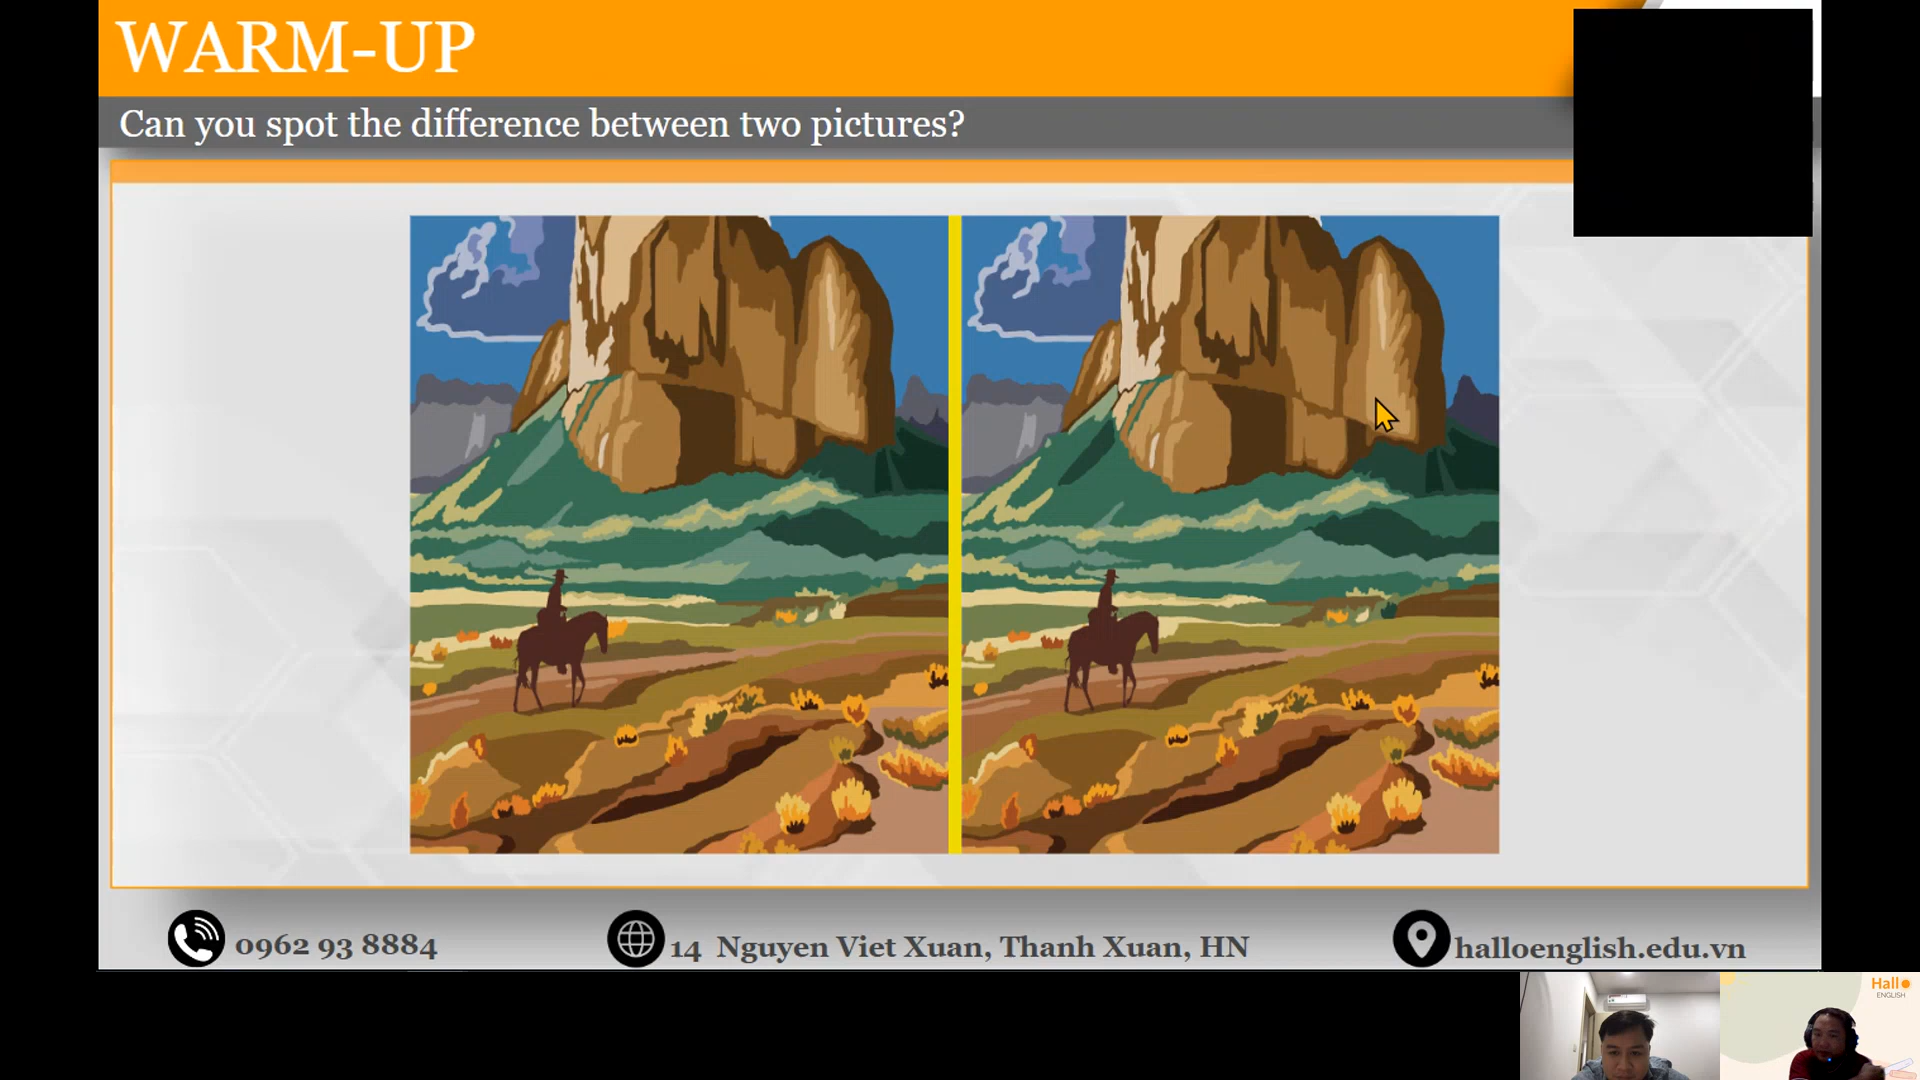 WARM-UP
Can you spot the difference between two pictures?
0962 93 8884
14 Nguyen Viet Xuan, Thanh Xuan, HN
halloenglish.edu.vn
Hall
ENGLISH